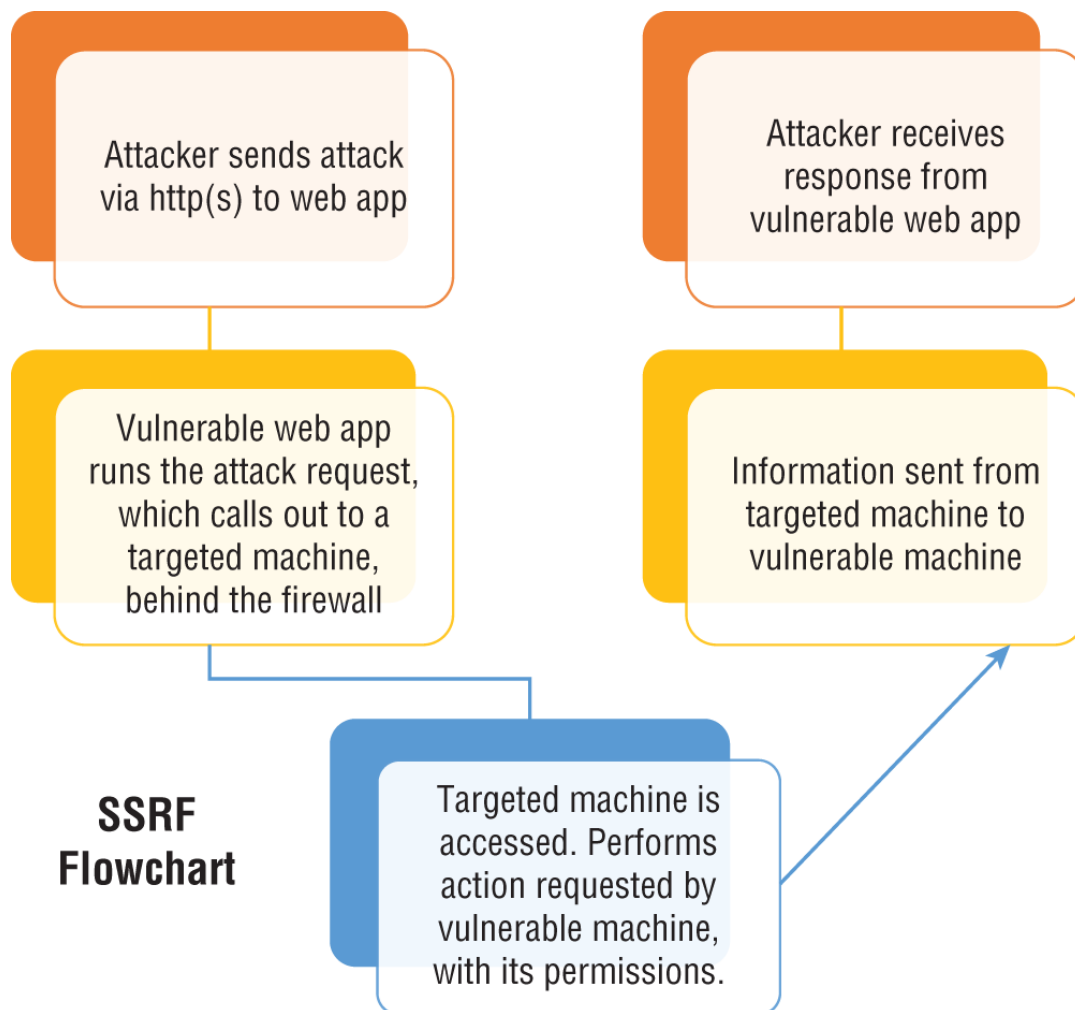 Attacker sends attack
via http(s) to web app
Vulnerable web app
runs the attack request,
which calls out to a
targeted machine,
behind the firewall
Targeted machine is
accessed. Performs
action requested by
vulnerable machine,
with its permissions.
Information sent from
targeted machine to
vulnerable machine
Attacker receives
response from
vulnerable web app
SSRF
Flowchart